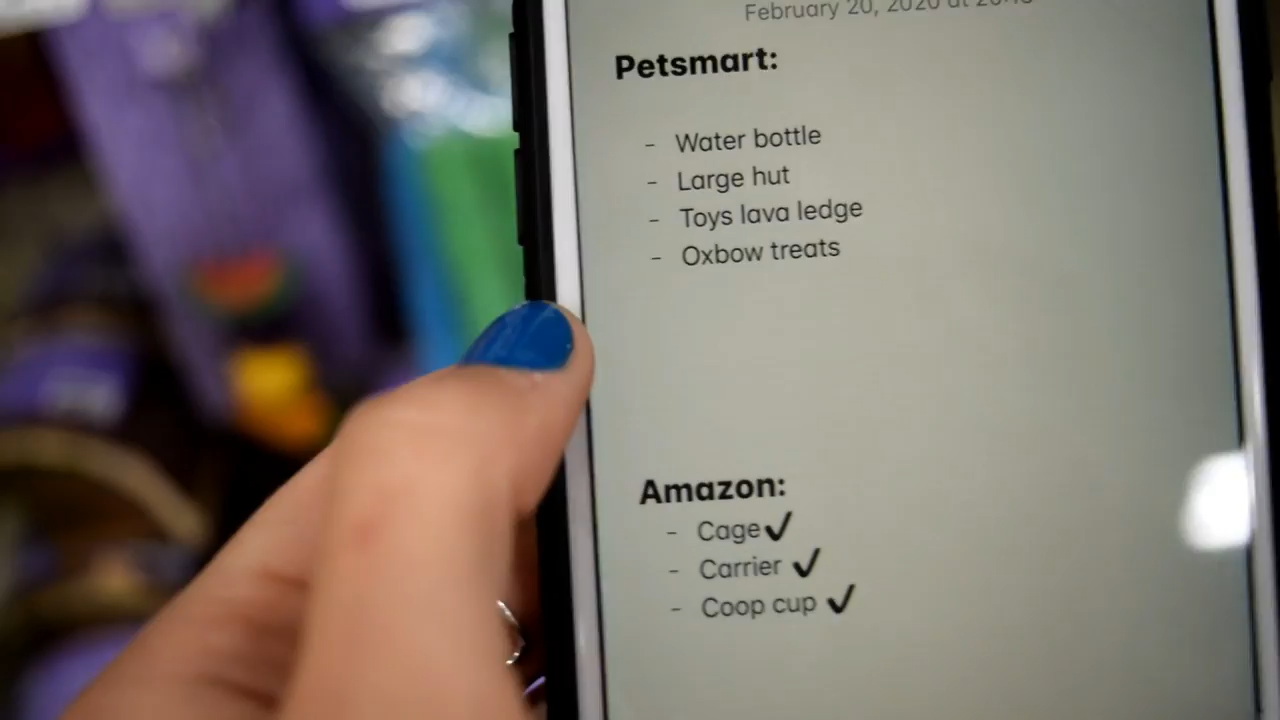 February 20, 2020 at
Petsmart:
- Water bottle
- Large hut
- Toys lava ledge
- Oxbow treats
Amazon:
- Cage✔
- Carrier ✔
- Coop cup ✔